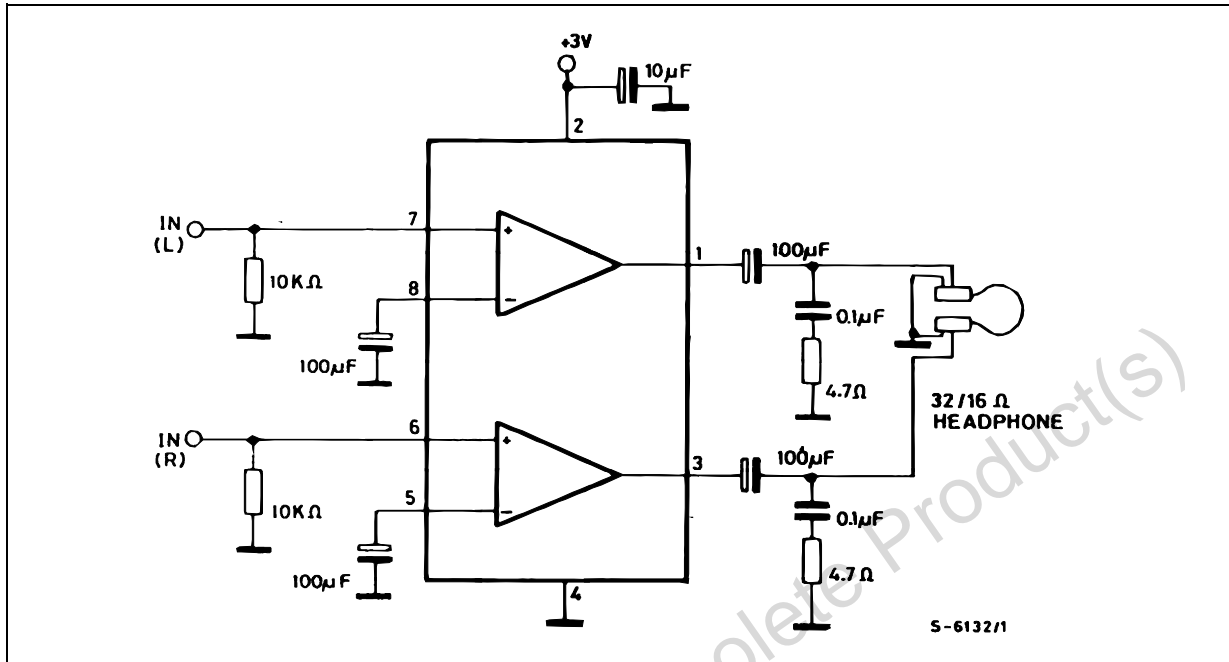 +3V
10µF
2
IN
(L)
7
10KΩ
8
100µF
1
100µF
0.1µF
4.7Ω
32/16 Ω
HEADPHONE
IN
(R)
6
10KΩ
5
100µF
3
100µF
0.1µF
4.7Ω
4
S-6132/1
olete Product(s)